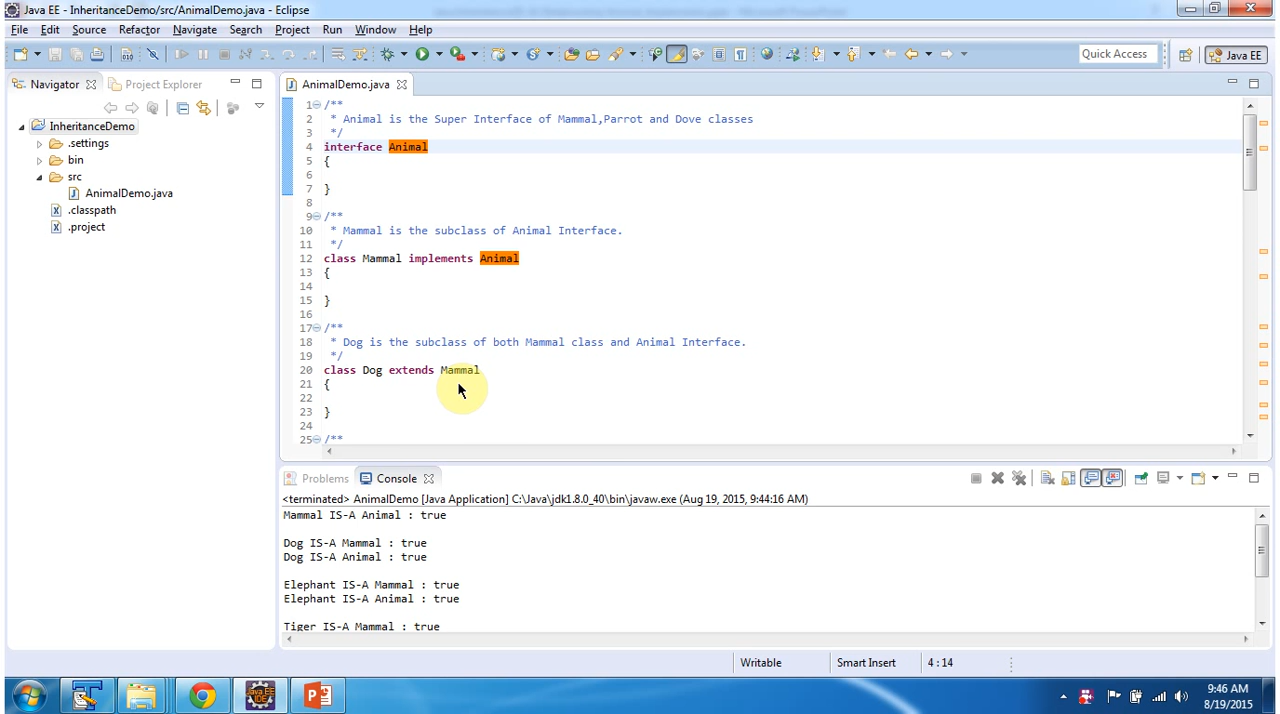 Java EE - InheritanceDemo/src/AnimalDemo.java - Eclipse
File Edit Source Refactor Navigate Search Project Run Window Help
Quick Access Java EE
Navigator Project Explorer
InheritanceDemo
.settings
bin
src
AnimalDemo.java
.classpath
.project
AnimalDemo.java
1 /**
2 * Animal is the Super Interface of Mammal,Parrot and Dove classes
3 */
4 interface Animal
5 {
6
7 }
8
9 /**
10 * Mammal is the subclass of Animal Interface.
11 */
12 class Mammal implements Animal
13 {
14
15 }
16
17 /**
18 * Dog is the subclass of both Mammal class and Animal Interface.
19 */
20 class Dog extends Mammal
21 {
22
23 }
24
25 /**
Problems Console
<terminated> AnimalDemo [Java Application] C:\Java\jdk1.8.0_40\bin\javaw.exe (Aug 19, 2015, 9:44:16 AM)
Mammal IS-A Animal : true
Dog IS-A Mammal : true
Dog IS-A Animal : true
Elephant IS-A Mammal : true
Elephant IS-A Animal : true
Tiger IS-A Mammal : true
Writable Smart Insert 4 : 14
Java EE
IDE
9:46 AM
8/19/2015